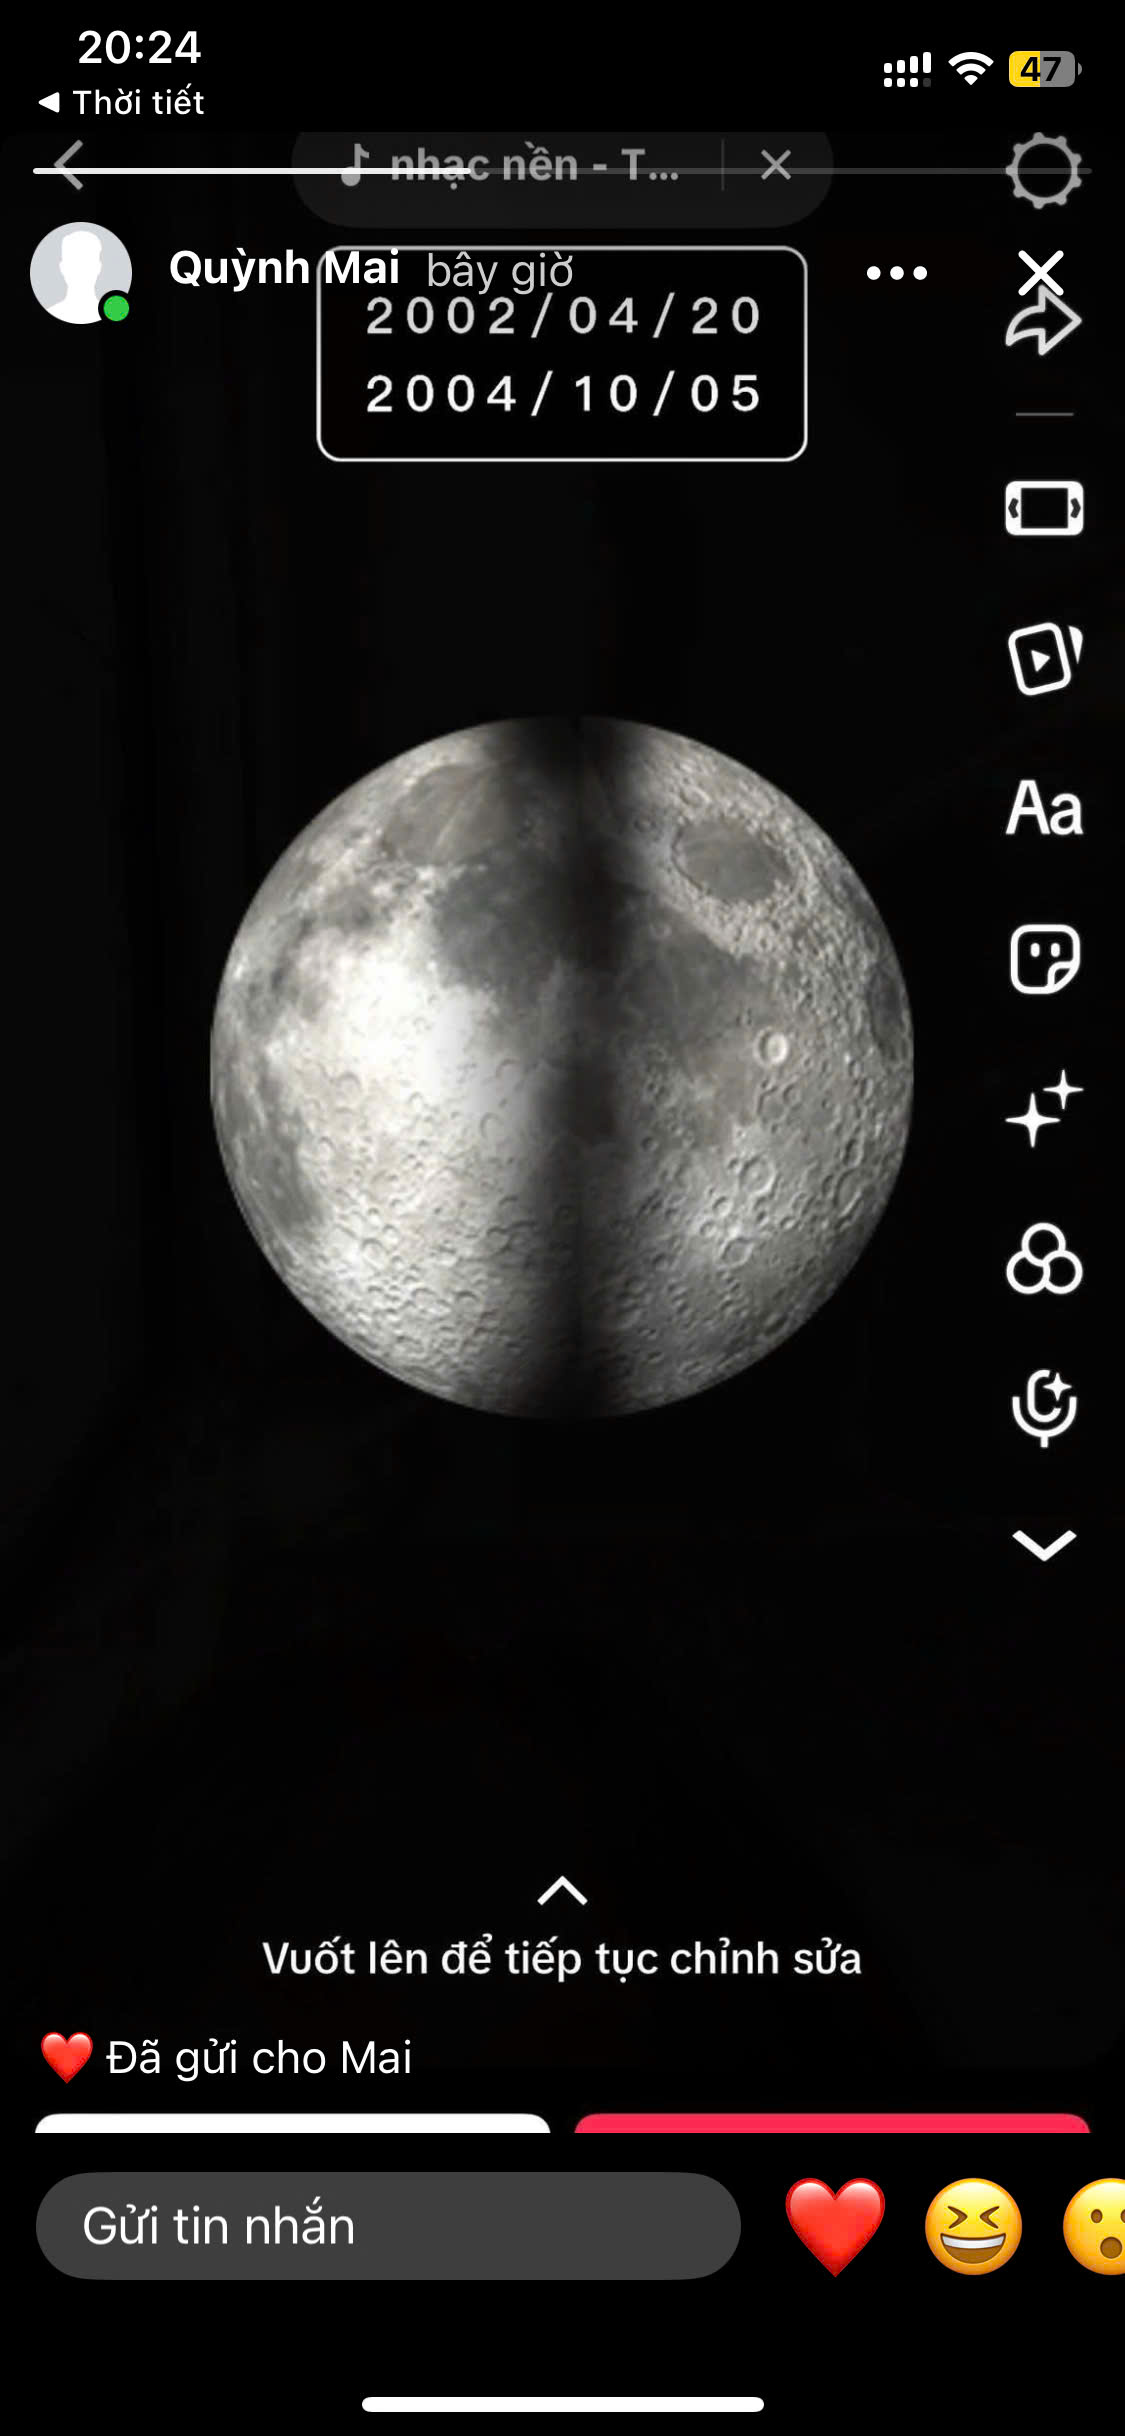 20:24
47
Thời tiết
nhạc nền - T...
Quỳnh Mai bây giờ
2002/04/20
2004/10/05
Aa
Vuốt lên để tiếp tục chỉnh sửa
Đã gửi cho Mai
Gửi tin nhắn